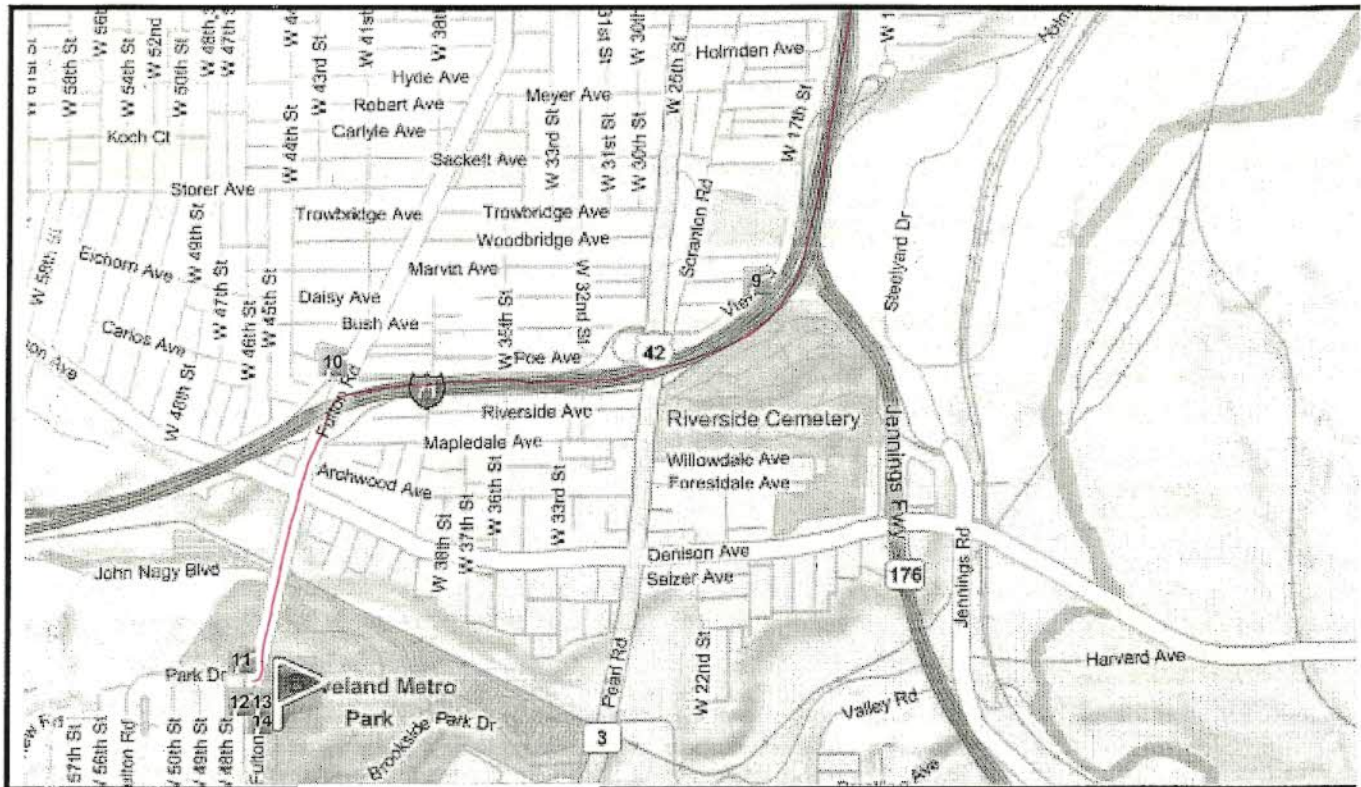 W 58th St
W 54th St
W 52nd
W 50th St
W 48th S
W 47th S
W 44th St
W 43rd St
W 41st
W 38th
31st St
W 30th
W 25th St
Holmden Ave
Hyde Ave
Robert Ave
Meyer Ave
Koch Ct
Carlyle Ave
W 33rd St
W 31st St
W 30th St
W 17th St
Sackett Ave
Storer Ave
Trowbridge Ave
Trowbridge Ave
Woodbridge Ave
Scranton Rd
Steelyard Dr
W 58th St
Eichorn Ave
W 49th St
W 47th St
W 46th St
W 45th St
Marvin Ave
W 32nd St
W 35th St
Daisy Ave
Bush Ave
9
Carlos Ave
10
Poe Ave
42
Fulton Rd
Riverside Ave
Riverside Cemetery
Mapledale Ave
Willowdale Ave
Forestdale Ave
Archwood Ave
W 36th St
W 33rd St
W 38th St
W 37th St
Jennings Fwy
Denison Ave
Selzer Ave
John Nagy Blvd
176
Jennings Rd
Harvard Ave
11
Park Dr
12 13
14
veland Metro
Park
Brookside Park Dr
Pearl Rd
W 22nd St
Valley Rd
3
57th St
W 56th St
W 50th St
W 49th St
W 48th St
Fulton